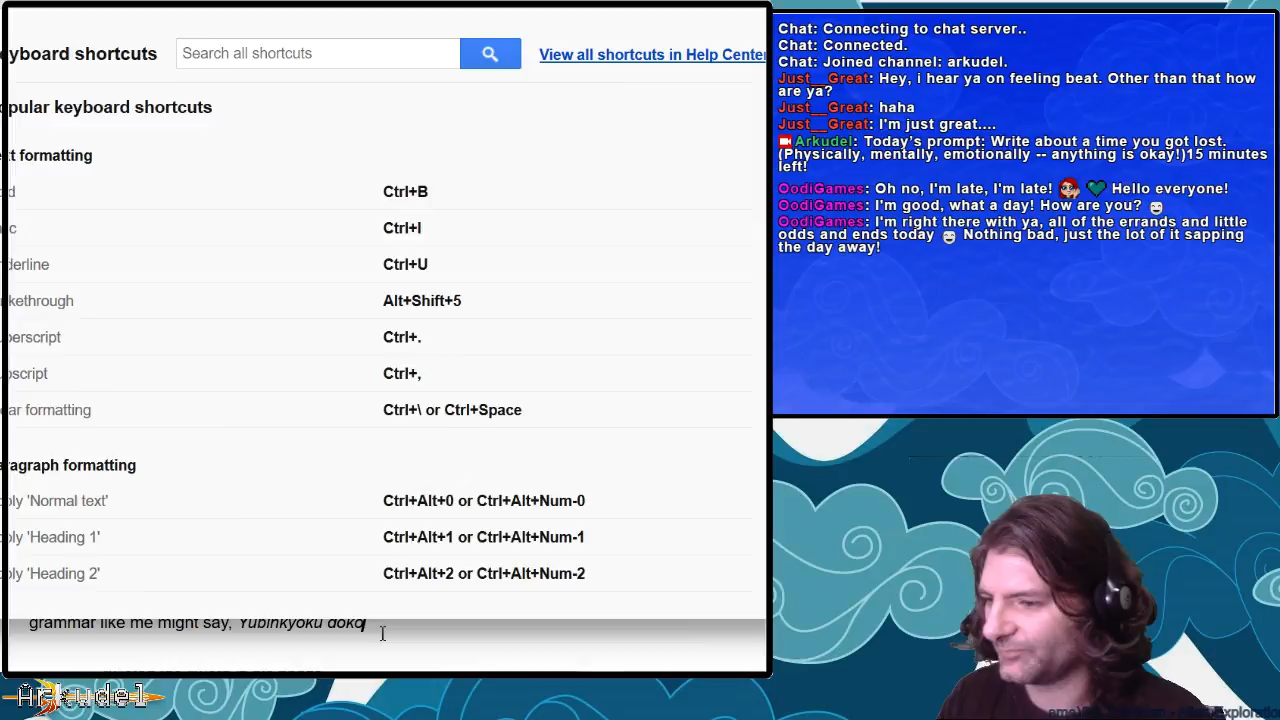 yboard shortcuts
Search all shortcuts
View all shortcuts in Help Center
opular keyboard shortcuts
xt formatting
d Ctrl+B
c Ctrl+I
derline Ctrl+U
ikethrough Alt+Shift+5
perscript Ctrl+.
bscript Ctrl+,
ar formatting Ctrl+\ or Ctrl+Space
ragraph formatting
ply 'Normal text' Ctrl+Alt+0 or Ctrl+Alt+Num-0
ply 'Heading 1' Ctrl+Alt+1 or Ctrl+Alt+Num-1
ply 'Heading 2' Ctrl+Alt+2 or Ctrl+Alt+Num-2
grammar like me might say, Yubinkyoku doko
Chat: Connecting to chat server..
Chat: Connected.
Chat: Joined channel: arkudel.
Just__Great: Hey, i hear ya on feeling beat. Other than that how
are ya?
Just__Great: haha
Just__Great: I'm just great....
Arkudel: Today's prompt: Write about a time you got lost.
(Physically, mentally, emotionally -- anything is okay!)15 minutes
left!
OodiGames: Oh no, I'm late, I'm late! Hello everyone!
OodiGames: I'm good, what a day! How are you?
OodiGames: I'm right there with ya, all of the errands and little
odds and ends today Nothing bad, just the lot of it sapping
the day away!
Arkudel